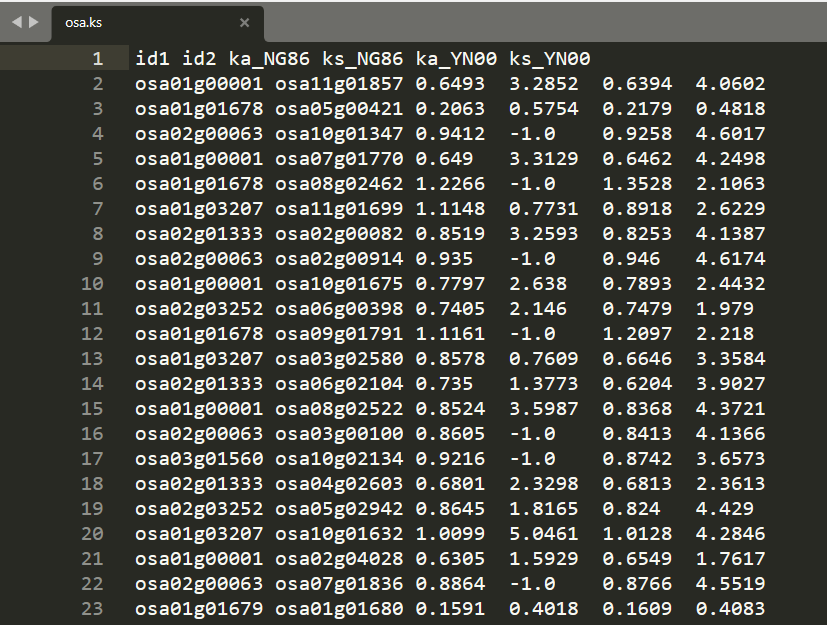 osa.ks
1 id1 id2 ka_NG86 ks_NG86 ka_YN00 ks_YN00
2 osa01g00001 osa11g01857 0.6493 3.2852 0.6394 4.0602
3 osa01g01678 osa05g00421 0.2063 0.5754 0.2179 0.4818
4 osa02g00063 osa10g01347 0.9412 -1.0 0.9258 4.6017
5 osa01g00001 osa07g01770 0.649 3.3129 0.6462 4.2498
6 osa01g01678 osa08g02462 1.2266 -1.0 1.3528 2.1063
7 osa01g03207 osa11g01699 1.1148 0.7731 0.8918 2.6229
8 osa02g01333 osa02g00082 0.8519 3.2593 0.8253 4.1387
9 osa02g00063 osa02g00914 0.935 -1.0 0.946 4.6174
10 osa01g00001 osa10g01675 0.7797 2.638 0.7893 2.4432
11 osa02g03252 osa06g00398 0.7405 2.146 0.7479 1.979
12 osa01g01678 osa09g01791 1.1161 -1.0 1.2097 2.218
13 osa01g03207 osa03g02580 0.8578 0.7609 0.6646 3.3584
14 osa02g01333 osa06g02104 0.735 1.3773 0.6204 3.9027
15 osa01g00001 osa08g02522 0.8524 3.5987 0.8368 4.3721
16 osa02g00063 osa03g00100 0.8605 -1.0 0.8413 4.1366
17 osa03g01560 osa10g02134 0.9216 -1.0 0.8742 3.6573
18 osa02g01333 osa04g02603 0.6801 2.3298 0.6813 2.3613
19 osa02g03252 osa05g02942 0.8645 1.8165 0.824 4.429
20 osa01g03207 osa10g01632 1.0099 5.0461 1.0128 4.2846
21 osa01g00001 osa02g04028 0.6305 1.5929 0.6549 1.7617
22 osa02g00063 osa07g01836 0.8864 -1.0 0.8766 4.5519
23 osa01g01679 osa01g01680 0.1591 0.4018 0.1609 0.4083